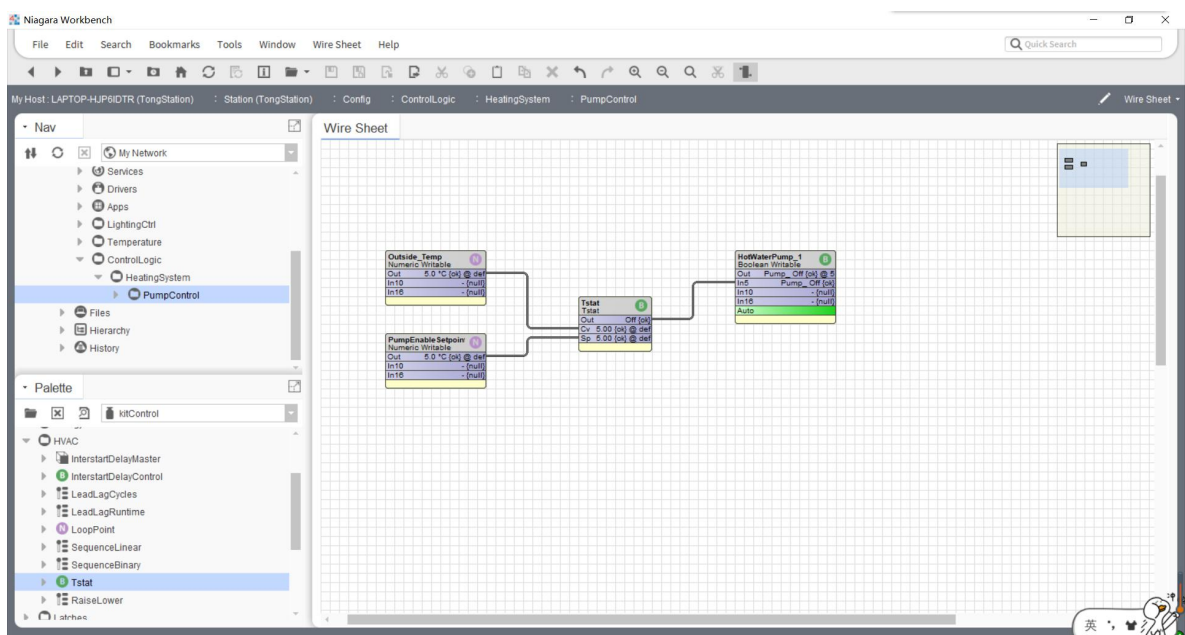 Niagara Workbench
File Edit Search Bookmarks Tools Window Wire Sheet Help
Quick Search
My Host : LAPTOP-HJP6IDTR (TongStation) : Station (TongStation) : Config : ControlLogic : HeatingSystem : PumpControl
Wire Sheet
Nav
My Network
Services
Drivers
Apps
LightingCtrl
Temperature
ControlLogic
HeatingSystem
PumpControl
Files
Hierarchy
History
Palette
kitControl
HVAC
InterstartDelayMaster
InterstartDelayControl
LeadLagCycles
LeadLagRuntime
LoopPoint
SequenceLinear
SequenceBinary
Tstat
RaiseLower
Latches
Wire Sheet
Outside_Temp
Numeric Writable
N
Out 5.0 °C {ok} @ def
In10 - {null}
In16 - {null}
PumpEnableSetpoin
Numeric Writable
N
Out 5.0 °C {ok} @ def
In10 - {null}
In16 - {null}
Tstat
Tstat
B
Out Off {ok}
Cv 5.00 {ok} @ def
Sp 5.00 {ok} @ def
HotWaterPump_1
Boolean Writable
B
Out Pump_ Off {ok} @ 5
In5 Pump_ Off {ok}
In10 - {null}
In16 - {null}
Auto
英